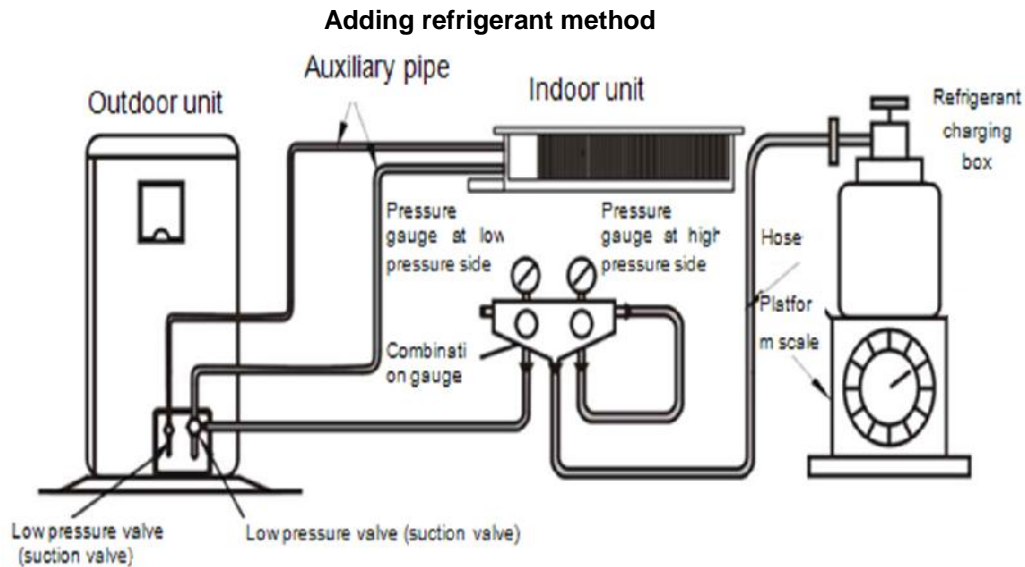 Adding refrigerant method
Auxiliary pipe
Outdoor unit
Indoor unit
Refrigerant
charging
box
Pressure
gauge at low
pressure side
Pressure
gauge at high
pressure side
Hose
Platfor
m scale
Combinati
on gauge
Low pressure valve
(suction valve)
Low pressure valve (suction valve)